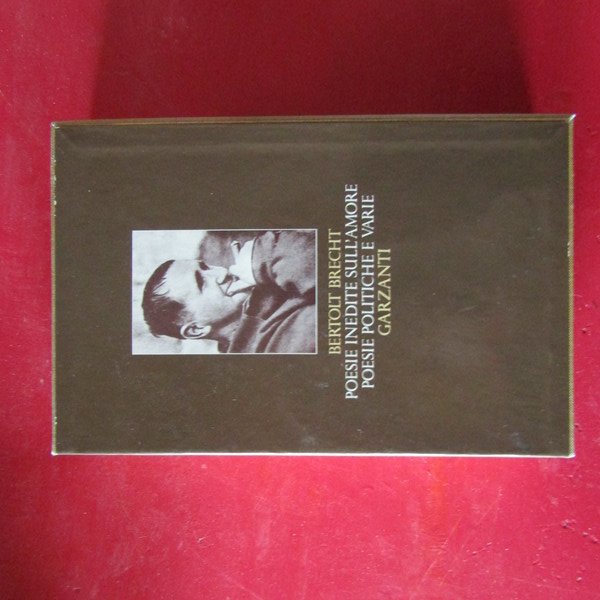 BERTOLT BRECHT
POESIE INEDITE SULL'AMORE
POESIE POLITICHE E VARIE
GARZANTI